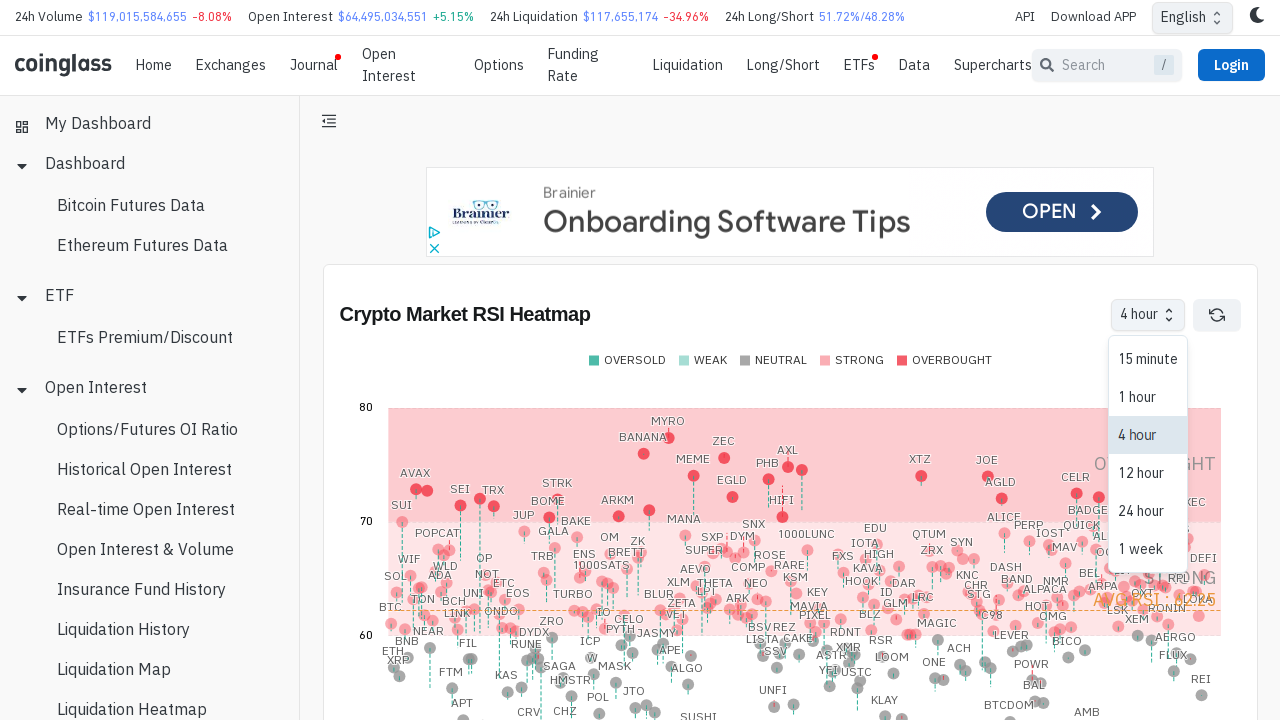 24h Volume $119,015,584,655 -8.08% Open Interest $64,495,034,551 +5.15% 24h Liquidation $117,655,174 -34.96% 24h Long/Short 51.72%/48.28% API Download APP English
coinglass Home Exchanges Journal Open Interest Options Funding Rate Liquidation Long/Short ETFs Data Supercharts Search / Login
My Dashboard
Dashboard
Bitcoin Futures Data
Ethereum Futures Data
ETF
ETFs Premium/Discount
Open Interest
Options/Futures OI Ratio
Historical Open Interest
Real-time Open Interest
Open Interest & Volume
Insurance Fund History
Liquidation History
Liquidation Map
Liquidation Heatmap
Brainier
Brainier
Onboarding Software Tips
OPEN
Crypto Market RSI Heatmap
4 hour
15 minute
1 hour
4 hour
12 hour
24 hour
1 week
OVERSOLD WEAK NEUTRAL STRONG OVERBOUGHT
80
70
60
MYRO
BANANA
ZEC
MEME
AXL
PHB
XTZ
JOE
AVAX
EGLD
AGLD
CELR
SEI
TRX
STRK
BOME
ARKM
HIFI
SUI
BADGE
JUP
BAKE
MANA
ALICE
PERP
QUICK
POPCAT
GALA
OM
ZK
SNX
SXP
DYM
1000LUNC
EDU
QTUM
IOST
WIF
WLD
OP
TRB
ENS
BRETT
SUPER
ROSE
FXS
IOTA
HIGH
ZRX
SYN
MAV
DEFI
SOL
ADA
NOT
1000SATS
AEVO
COMP
RARE
KAVA
DASH
ETC
XLM
THETA
NEO
KSM
HOOK
DAR
KNC
CHR
BAND
NMR
BEL
STRONG
TON
BCH
UNI
EOS
TURBO
BLUR
LPT
ARK
KEY
ID
LRC
STG
ALPACA
ARPA
BTC
LINK
ONDO
IO
ZETA
MAVIA
GLM
HOT
LSK
RONIN
NEAR
ZRO
CELO
VET
PIXEL
BLZ
MAGIC
C98
OMG
XEM
BNB
FIL
DYDX
RUNE
ICP
PYTH
JASMY
BSV
REZ
LISTA
CAKE
RDNT
RSR
LEVER
BICO
AERGO
ETH
XRP
SAGA
W
APE
SSV
XMR
ACH
FLUX
FTM
KAS
HMSTR
MASK
ALGO
USTC
LOOM
ONE
POWR
REI
APT
POL
JTO
UNFI
KLAY
BAL
CRV
CHZ
SUSHI
BTCDOM
AMB